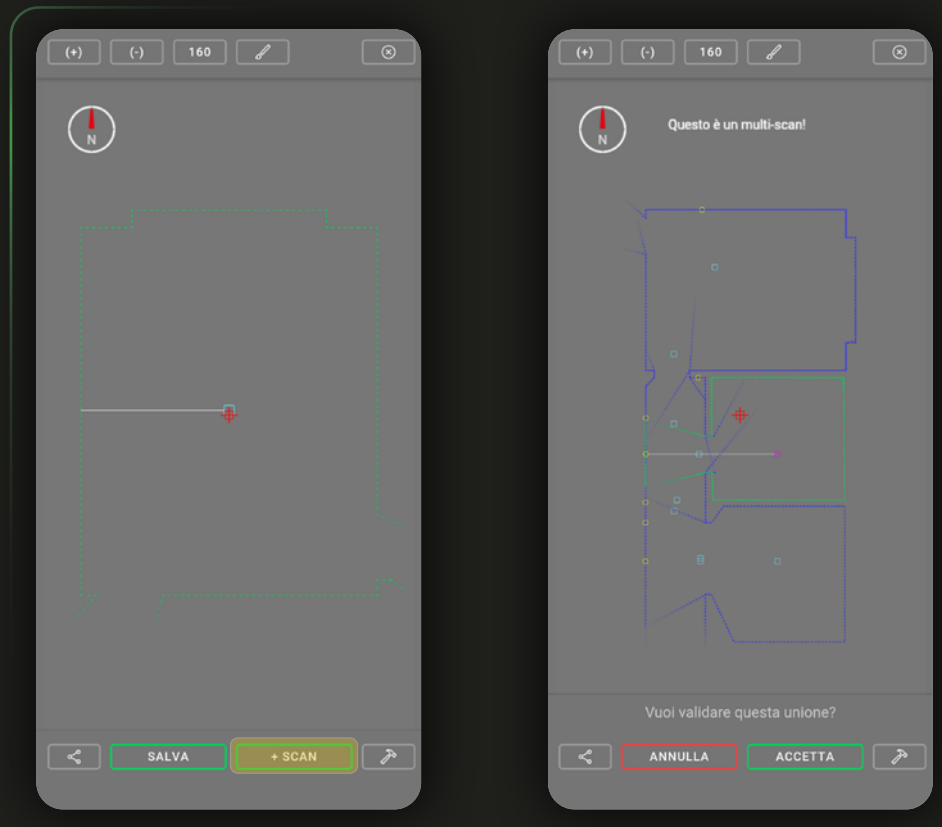 (+) (-) 160
N
SALVA + SCAN
(+) (-) 160
N
Questo è un multi-scan!
Vuoi validare questa unione?
ANNULLA ACCETTA